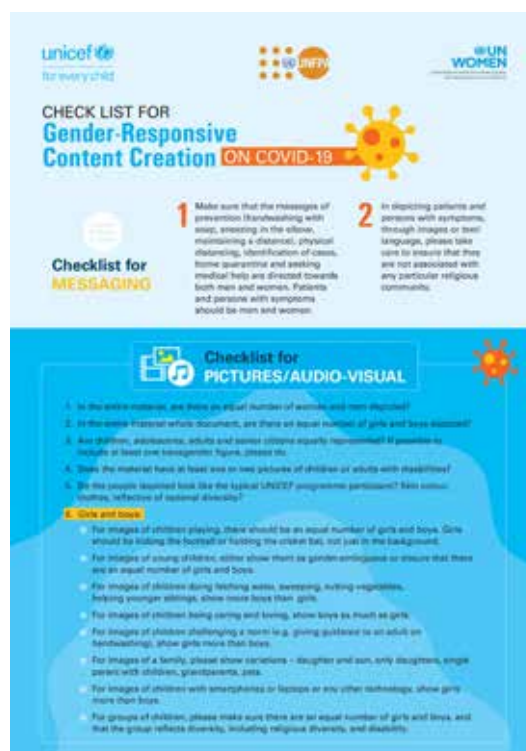 unicef
for every child
UNFPA
UN
WOMEN
CHECK LIST FOR
Gender-Responsive
Content Creation ON COVID-19
Checklist for
MESSAGING
1 Make sure that the messages of
prevention (handwashing with
soap, sneezing in the elbow,
maintaining a distance), physical
distancing, identification of cases,
home quarantine and seeking
medical help are directed towards
both men and women. Patients
and persons with symptoms
should be men and women.
2 In depicting patients and
persons with symptoms,
through images or text/
language, please take
care to ensure that they
are not associated with
any particular religious
community.
Checklist for
PICTURES/AUDIO-VISUAL
1. In the entire material, are there an equal number of women and men depicted?
2. In the entire material whole document, are there an equal number of girls and boys depicted?
3. Are children, adolescents, adults and senior citizens equally represented? If possible to
include at least one transgender figure, please do.
4. Does the material have at least one or two pictures of children or adults with disabilities?
5. Do the people depicted look like the typical UNICEF programme participant? Skin colour,
clothes, reflective of national diversity?
6. Girls and boys
For images of children playing, there should be an equal number of girls and boys. Girls
should be kicking the football or holding the cricket bat, not just in the background.
For images of young children, either show them as gender-ambiguous or ensure that there
are an equal number of girls and boys.
For images of children doing fetching water, sweeping, cutting vegetables,
helping younger siblings, show more boys than girls.
For images of children being caring and loving, show boys as much as girls.
For images of children challenging a norm (e.g. giving guidance to an adult on
handwashing), show girls more than boys.
For images of a family, please show variations – daughter and son, only daughters, single
parent with children, grandparents, pets.
For images of children with smartphones or laptops or any other technology, show girls
more than boys.
For groups of children, please make sure there are an equal number of girls and boys, and
that the group reflects diversity, including religious diversity, and disability.